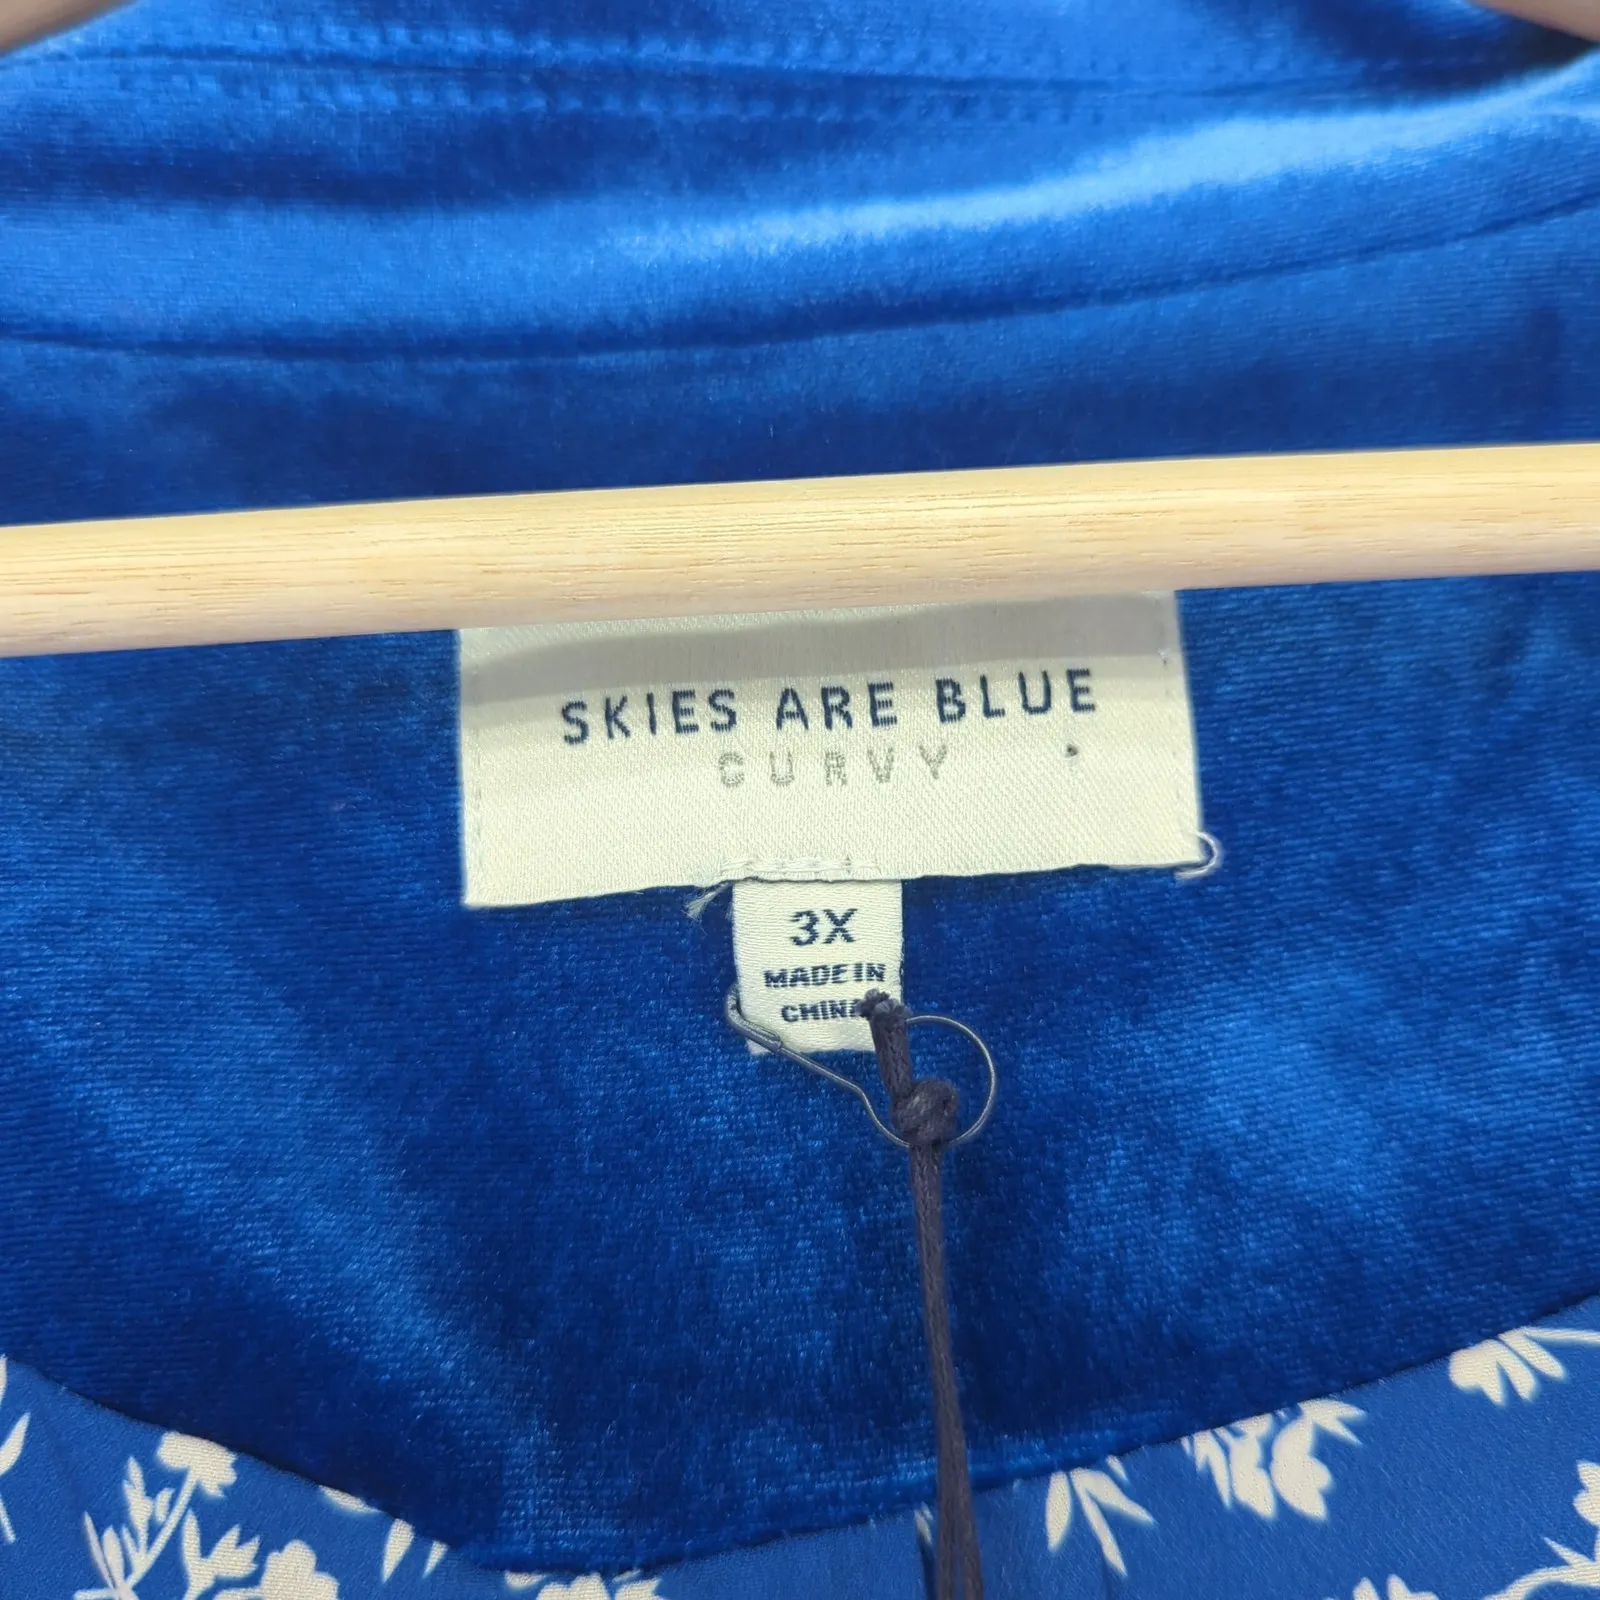 SKIES ARE BLUE
CURVY
3X
MADE IN
CHINA